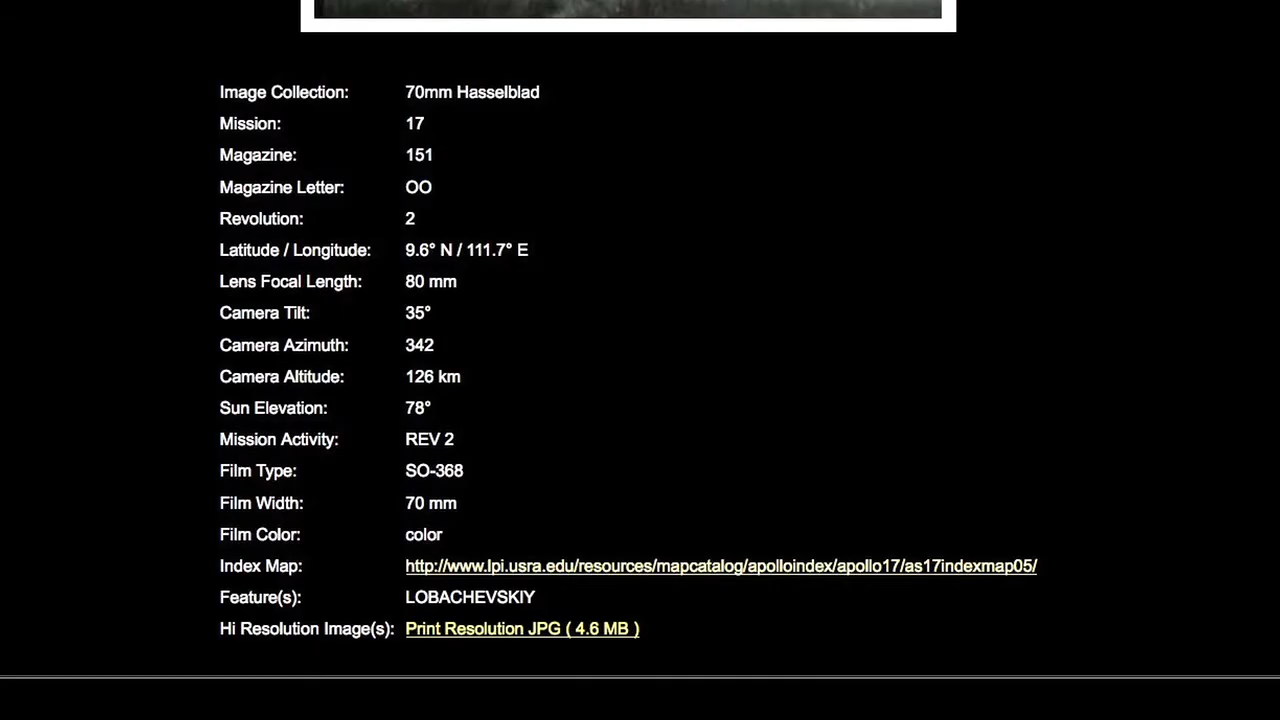 Image Collection: 70mm Hasselblad
Mission: 17
Magazine: 151
Magazine Letter: OO
Revolution: 2
Latitude / Longitude: 9.6° N / 111.7° E
Lens Focal Length: 80 mm
Camera Tilt: 35°
Camera Azimuth: 342
Camera Altitude: 126 km
Sun Elevation: 78°
Mission Activity: REV 2
Film Type: SO-368
Film Width: 70 mm
Film Color: color
Index Map: http://www.lpi.usra.edu/resources/mapcatalog/apolloindex/apollo17/as17indexmap05/
Feature(s): LOBACHEVSKIY
Hi Resolution Image(s): Print Resolution JPG ( 4.6 MB )